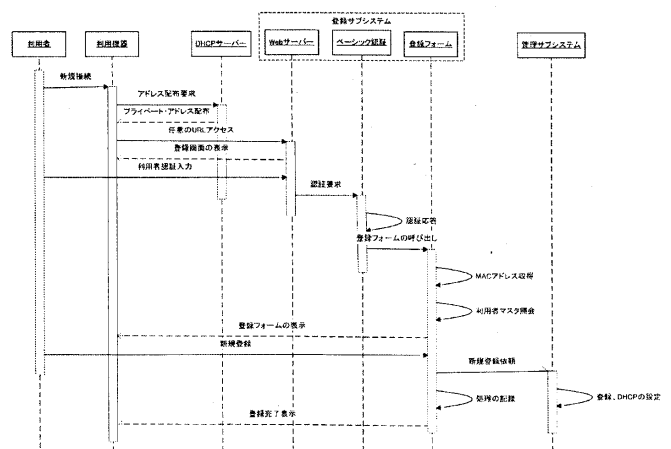 登録サブシステム
利用者
利用機器
DHCPサーバー
Webサーバー
ベーシック認証
登録フォーム
管理サブシステム
新規接続
アドレス配布要求
プライベート・アドレス配布
任意のURLアクセス
登録画面の表示
利用者認証入力
認証要求
認証応答
登録フォームの呼び出し
MACアドレス取得
利用者マスタ照会
登録フォームの表示
新規登録
新規登録依頼
処理の記録
登録、DHCPの設定
登録完了表示